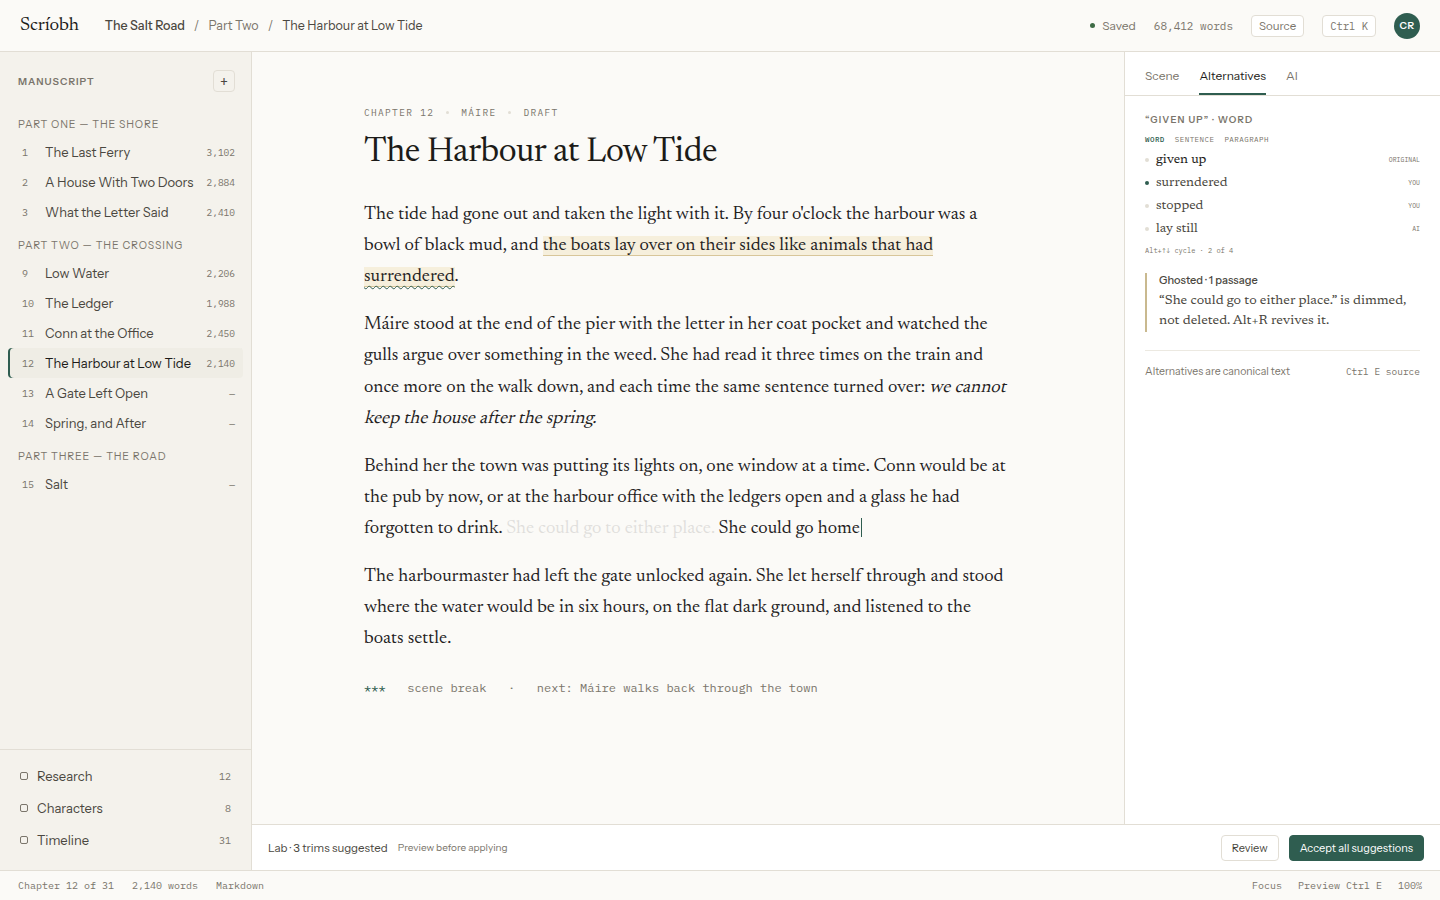 Scríobh
The Salt Road / Part Two / The Harbour at Low Tide
Saved 68,412 words Source Ctrl K CR
MANUSCRIPT +
PART ONE — THE SHORE
1 The Last Ferry 3,102
2 A House With Two Doors 2,884
3 What the Letter Said 2,410
PART TWO — THE CROSSING
9 Low Water 2,206
10 The Ledger 1,988
11 Conn at the Office 2,450
12 The Harbour at Low Tide 2,140
13 A Gate Left Open –
14 Spring, and After –
PART THREE — THE ROAD
15 Salt –
Research 12
Characters 8
Timeline 31
CHAPTER 12 · MÁIRE · DRAFT
The Harbour at Low Tide
The tide had gone out and taken the light with it. By four o'clock the harbour was a
bowl of black mud, and the boats lay over on their sides like animals that had
surrendered.
Máire stood at the end of the pier with the letter in her coat pocket and watched the
gulls argue over something in the weed. She had read it three times on the train and
once more on the walk down, and each time the same sentence turned over: we cannot
keep the house after the spring.
Behind her the town was putting its lights on, one window at a time. Conn would be at
the pub by now, or at the harbour office with the ledgers open and a glass he had
forgotten to drink. She could go to either place. She could go home
The harbourmaster had left the gate unlocked again. She let herself through and stood
where the water would be in six hours, on the flat dark ground, and listened to the
boats settle.
*** scene break · next: Máire walks back through the town
Scene Alternatives AI
“GIVEN UP” · WORD
WORD SENTENCE PARAGRAPH
given up ORIGINAL
surrendered YOU
stopped YOU
lay still AI
Alt+↑↓ cycle · 2 of 4
Ghosted · 1 passage
“She could go to either place.” is dimmed,
not deleted. Alt+R revives it.
Alternatives are canonical text Ctrl E source
Lab · 3 trims suggested Preview before applying Review Accept all suggestions
Chapter 12 of 31 2,140 words Markdown Focus Preview Ctrl E 100%